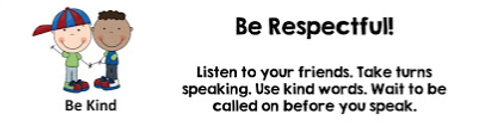 Be Respectful!
Listen to your friends. Take turns
speaking. Use kind words. Wait to be
called on before you speak.
Be Kind